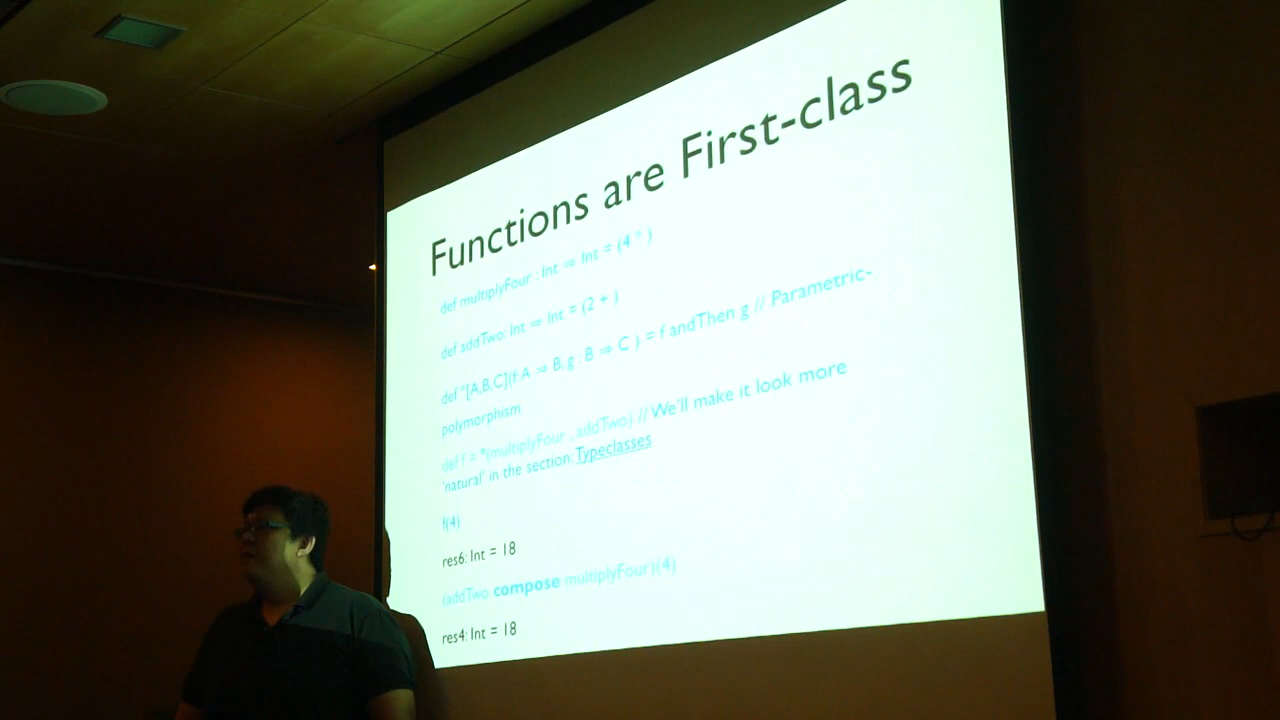 Functions are First-class
def multiplyFour : Int ⇒ Int = (4 * )
def addTwo: Int ⇒ Int = (2 + )
def °[A,B,C](f: A ⇒ B, g : B ⇒ C ) = f andThen g // Parametric-
polymorphism
def f = °(multiplyFour , addTwo) // We'll make it look more
'natural' in the section Typeclasses
f(4)
res6: Int = 18
(addTwo compose multiplyFour)(4)
res4: Int = 18